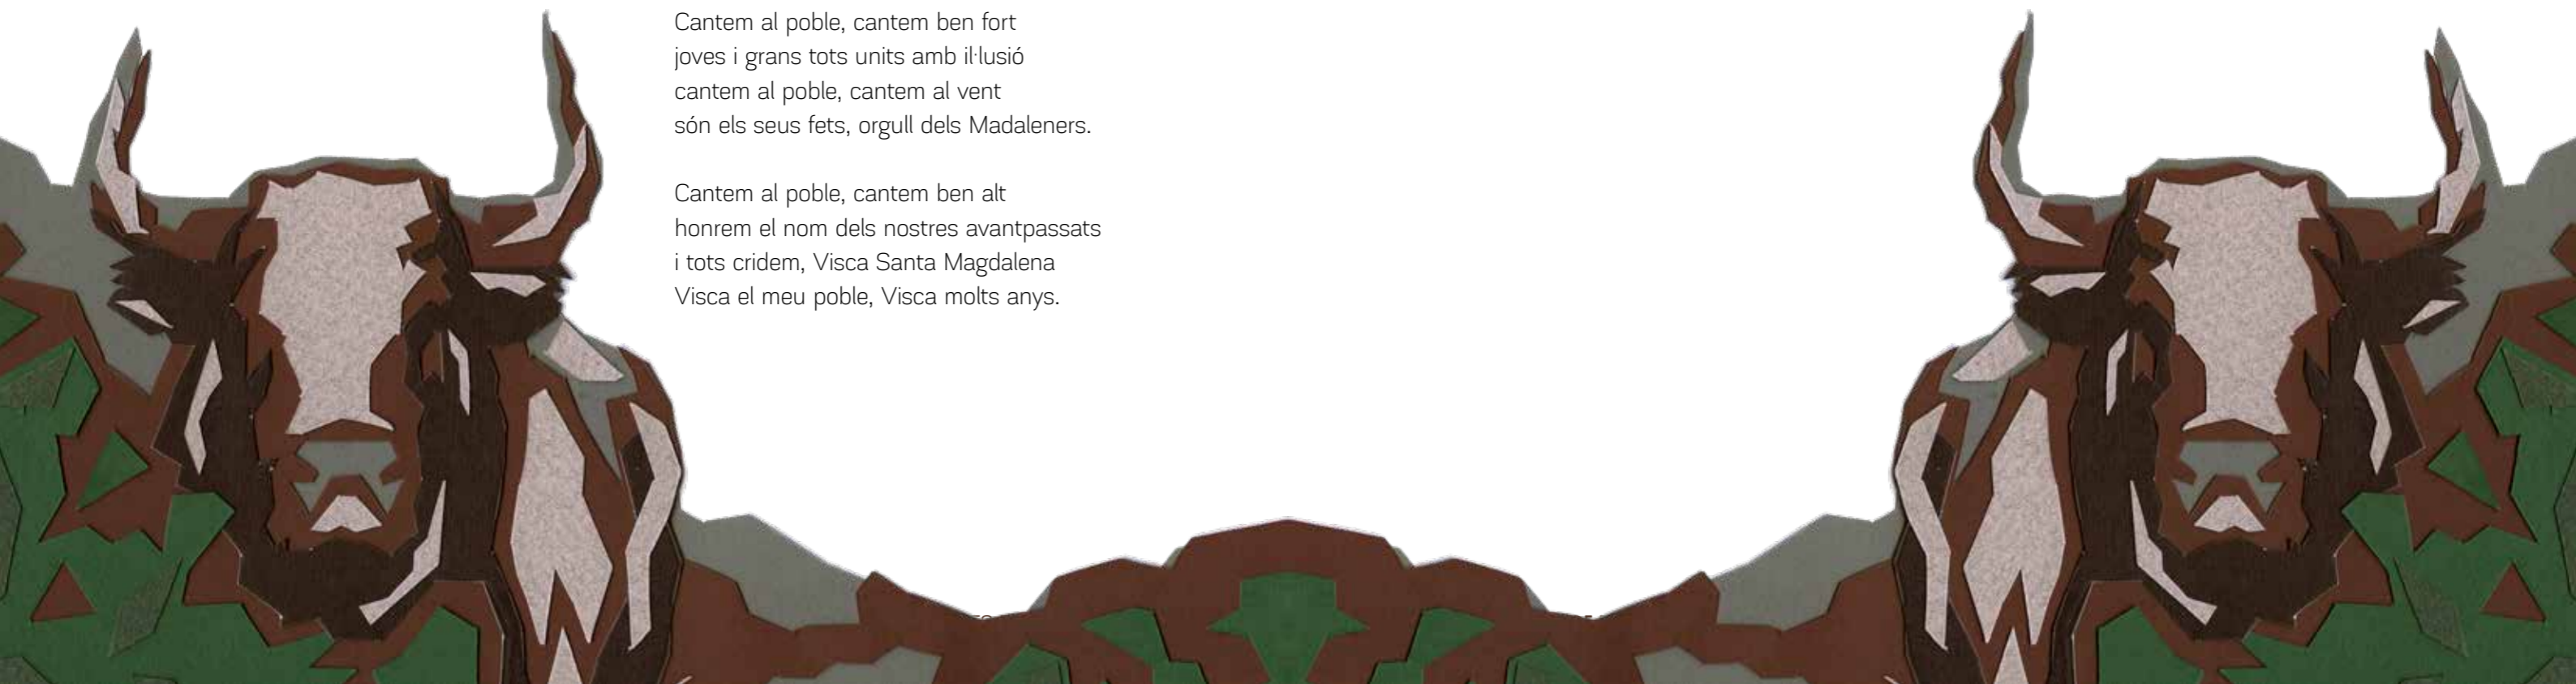 Cantem al poble, cantem ben fort
joves i grans tots units amb il·lusió
cantem al poble, cantem al vent
són els seus fets, orgull dels Madaleners.
Cantem al poble, cantem ben alt
honrem el nom dels nostres avantpassats
i tots cridem, Visca Santa Magdalena
Visca el meu poble, Visca molts anys.